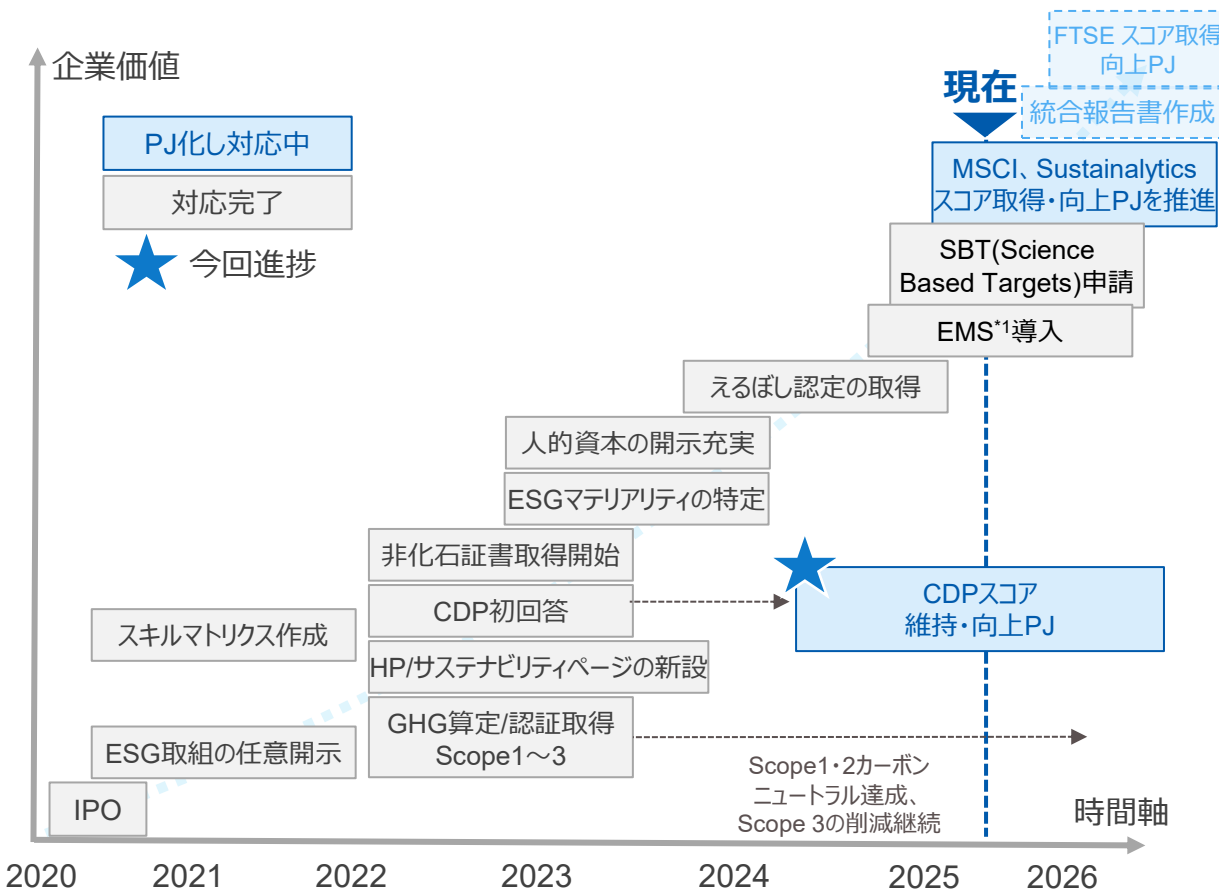 FTSE スコア取得
向上PJ
企業価値
現在
統合報告書作成
PJ化し対応中
MSCI、Sustainalytics
スコア取得・向上PJを推進
対応完了
SBT(Science
Based Targets)申請
今回進捗
EMS*1導入
えるぼし認定の取得
人的資本の開示充実
ESGマテリアリティの特定
非化石証書取得開始
CDP初回答
CDPスコア
維持・向上PJ
スキルマトリクス作成
HP/サステナビリティページの新設
GHG算定/認証取得
Scope1~3
ESG取組の任意開示
Scope1・2カーボン
ニュートラル達成、
Scope 3の削減継続
IPO
時間軸
2020 2021 2022 2023 2024 2025 2026